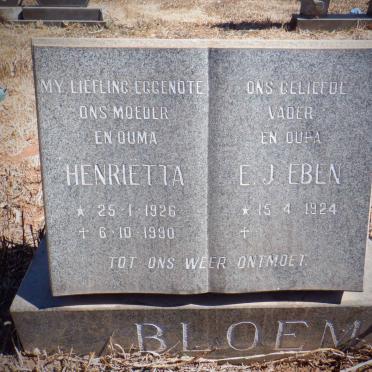 MY LIEFLING EGGENOTE
ONS MOEDER
EN OUMA
HENRIËTTA
* 25·1·1926
+ 6·10·1990
ONS GELIEFDE
VADER
EN OUPA
E. J. EBEN
* 15·4·1924
+
TOT ONS WEER ONTMOET.
BLOEM